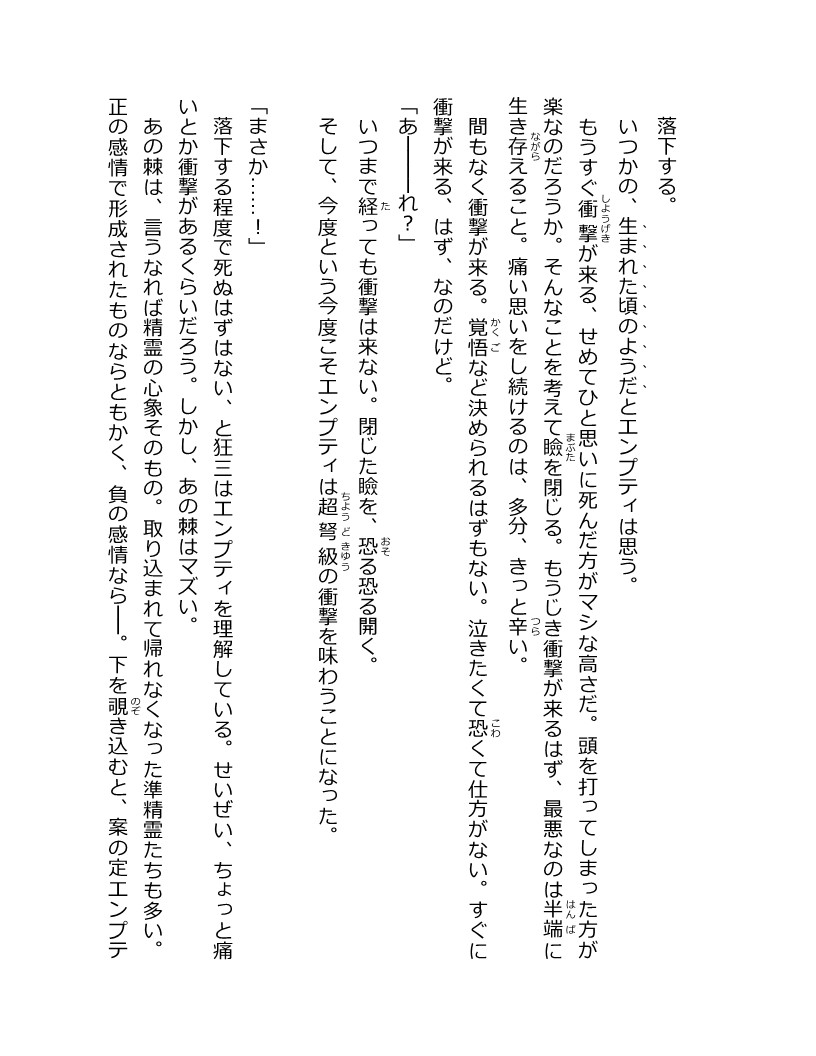 落下する。
いつかの、生まれた頃のようだとエンプティは思う。
もうすぐ衝撃が来る、せめてひと思いに死んだ方がマシな高さだ。頭を打ってしまった方が
楽なのだろうか。そんなことを考えて瞼を閉じる。もうじき衝撃が来るはず、最悪なのは半端に
生き存えること。痛い思いをし続けるのは、多分、きっと辛い。
間もなく衝撃が来る。覚悟など決められるはずもない。泣きたくて恐くて仕方がない。すぐに
衝撃が来る、はず、なのだけど。
「あ――れ？」
いつまで経っても衝撃は来ない。閉じた瞼を、恐る恐る開く。
そして、今度という今度こそエンプティは超弩級の衝撃を味わうことになった。
「まさか……！」
落下する程度で死ぬはずはない、と狂三はエンプティを理解している。せいぜい、ちょっと痛
いとか衝撃があるくらいだろう。しかし、あの棘はマズい。
あの棘は、言うなれば精霊の心象そのもの。取り込まれて帰れなくなった準精霊たちも多い。
正の感情で形成されたものならともかく、負の感情なら――。下を覗き込むと、案の定エンプテ